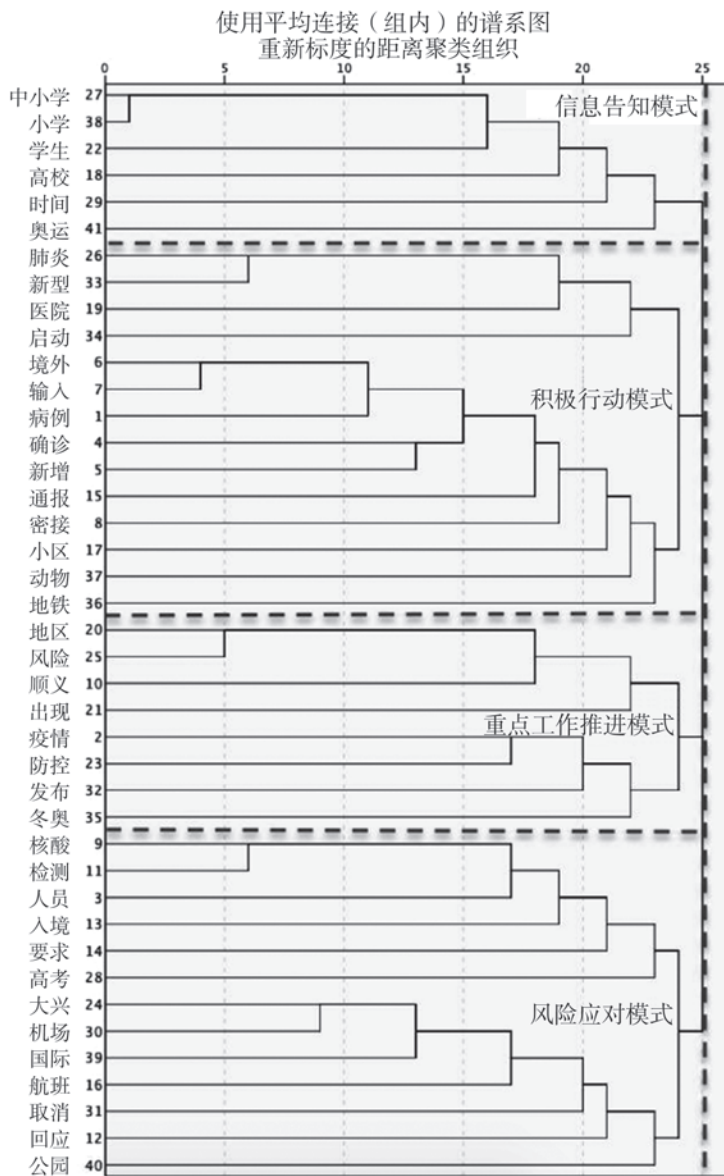 使用平均连接（组内）的谱系图
重新标度的距离聚类组织
0 5 10 15 20 25
中小学 27
信息告知模式
小学 38
学生 22
高校 18
时间 29
奥运 41
肺炎 26
新型 33
医院 19
启动 34
境外 6
输入 7
积极行动模式
病例 1
确诊 4
新增 5
通报 15
密接 8
小区 17
动物 37
地铁 36
地区 20
风险 25
顺义 10
出现 21
重点工作推进模式
疫情 2
防控 23
发布 32
冬奥 35
核酸 9
检测 11
人员 3
入境 13
要求 14
高考 28
大兴 24
风险应对模式
机场 30
国际 39
航班 16
取消 31
回应 12
公园 40